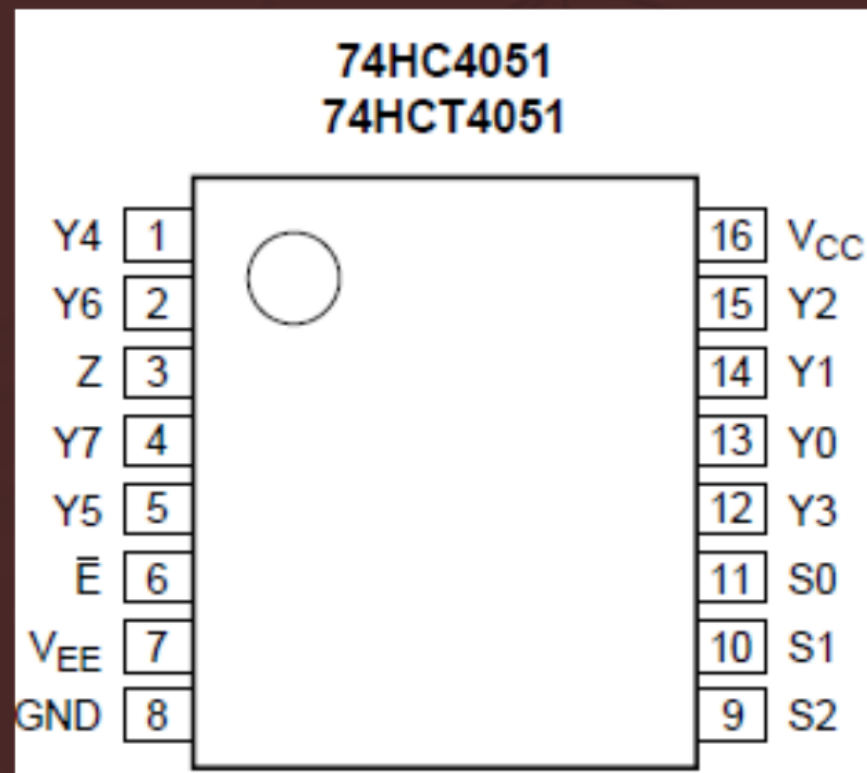 74HC4051
74HCT4051
Y4 1 16 VCC
Y6 2 15 Y2
Z 3 14 Y1
Y7 4 13 Y0
Y5 5 12 Y3
E̅ 6 11 S0
VEE 7 10 S1
GND 8 9 S2